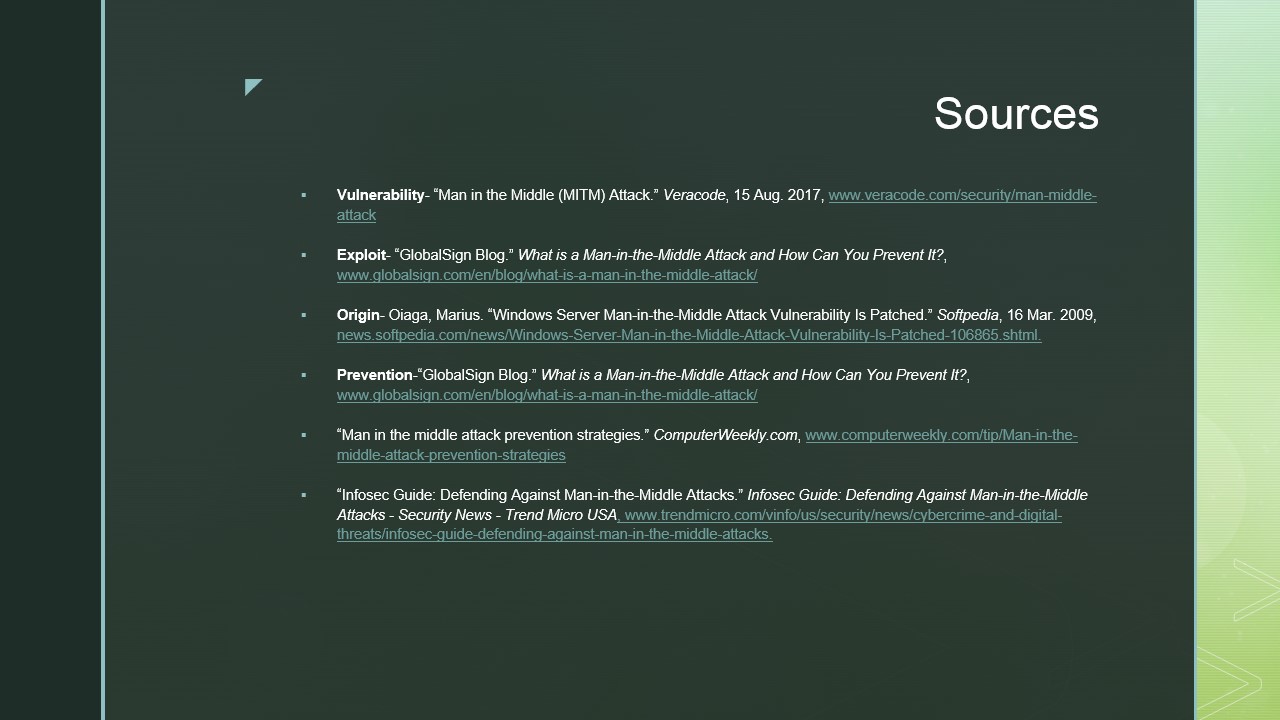 Sources
▪ Vulnerability- “Man in the Middle (MITM) Attack.” Veracode, 15 Aug. 2017, www.veracode.com/security/man-middle-
attack
▪ Exploit- “GlobalSign Blog.” What is a Man-in-the-Middle Attack and How Can You Prevent It?,
www.globalsign.com/en/blog/what-is-a-man-in-the-middle-attack/
▪ Origin- Oiaga, Marius. “Windows Server Man-in-the-Middle Attack Vulnerability Is Patched.” Softpedia, 16 Mar. 2009,
news.softpedia.com/news/Windows-Server-Man-in-the-Middle-Attack-Vulnerability-Is-Patched-106865.shtml.
▪ Prevention-“GlobalSign Blog.” What is a Man-in-the-Middle Attack and How Can You Prevent It?,
www.globalsign.com/en/blog/what-is-a-man-in-the-middle-attack/
▪ “Man in the middle attack prevention strategies.” ComputerWeekly.com, www.computerweekly.com/tip/Man-in-the-
middle-attack-prevention-strategies
▪ “Infosec Guide: Defending Against Man-in-the-Middle Attacks.” Infosec Guide: Defending Against Man-in-the-Middle
Attacks - Security News - Trend Micro USA, www.trendmicro.com/vinfo/us/security/news/cybercrime-and-digital-
threats/infosec-guide-defending-against-man-in-the-middle-attacks.